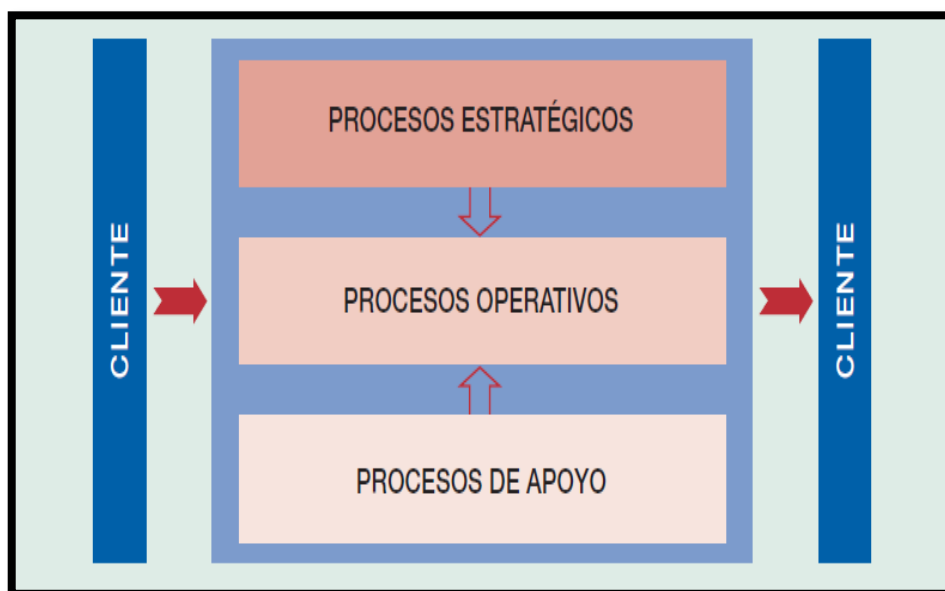 CLIENTE
PROCESOS ESTRATÉGICOS
PROCESOS OPERATIVOS
PROCESOS DE APOYO
CLIENTE